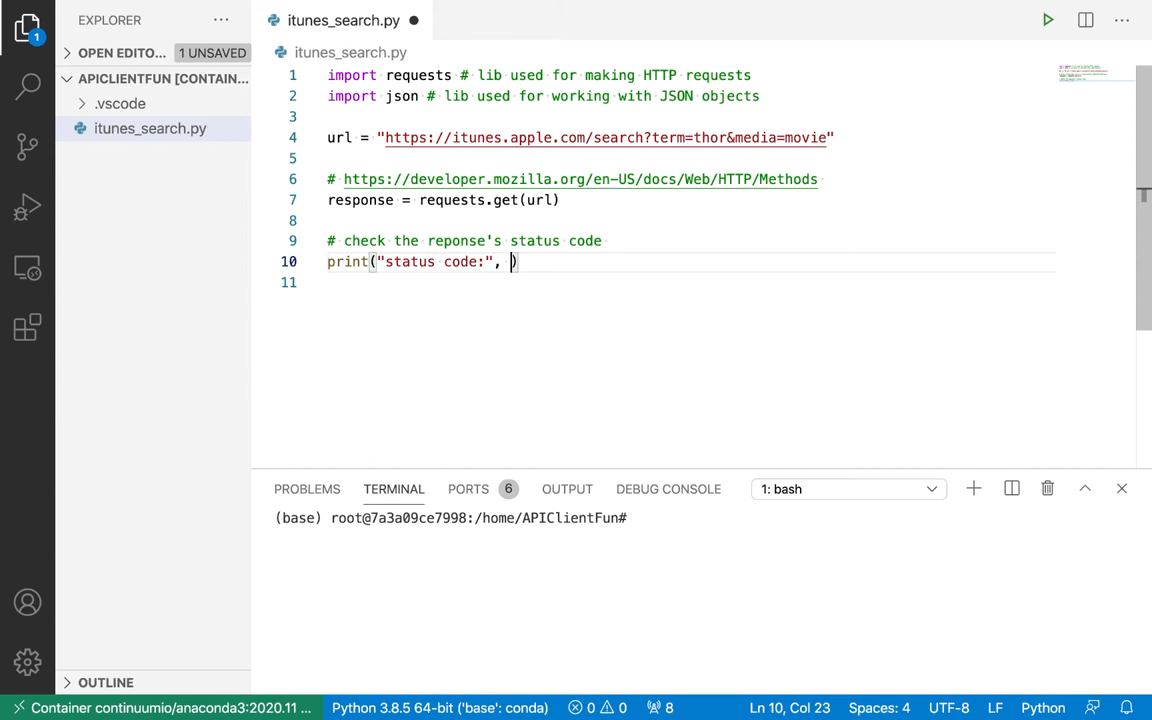 EXPLORER
itunes_search.py
OPEN EDITO...
1 UNSAVED
APICLIENTFUN [CONTAIN...
.vscode
itunes_search.py
1
itunes_search.py
1 import requests # lib used for making HTTP requests
2 import json # lib used for working with JSON objects
3
4 url = "https://itunes.apple.com/search?term=thor&media=movie"
5
6 # https://developer.mozilla.org/en-US/docs/Web/HTTP/Methods
7 response = requests.get(url)
8
9 # check the reponse's status code
10 print("status code:", )
11
PROBLEMS TERMINAL PORTS 6 OUTPUT DEBUG CONSOLE 1: bash
(base) root@7a3a09ce7998:/home/APIClientFun#
OUTLINE
Container continuumio/anaconda3:2020.11 ... Python 3.8.5 64-bit ('base': conda) 0 0 8 Ln 10, Col 23 Spaces: 4 UTF-8 LF Python